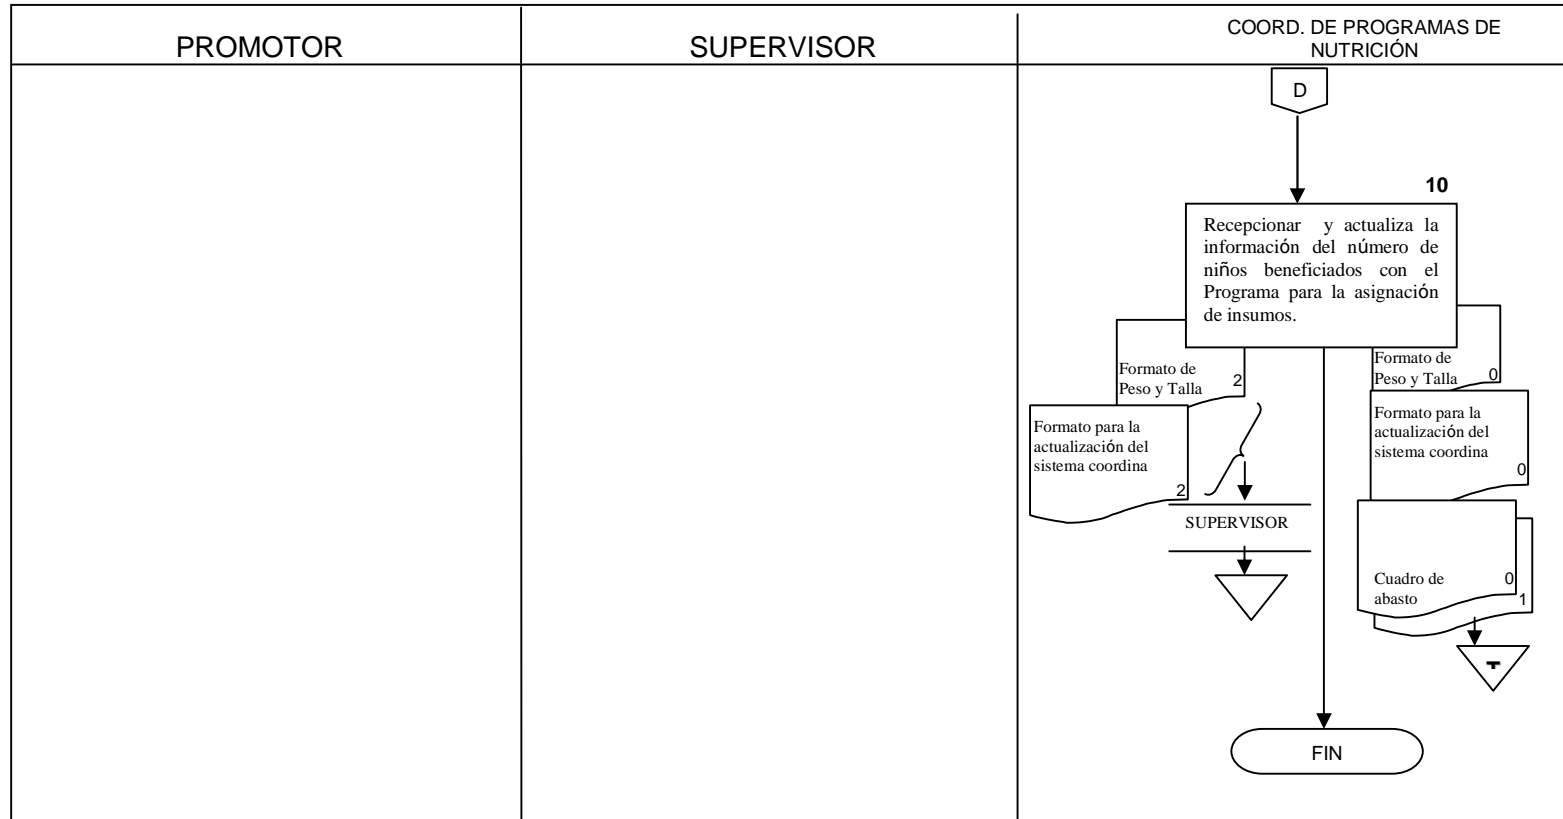 PROMOTOR
SUPERVISOR
COORD. DE PROGRAMAS DE
NUTRICIÓN
D
10
Recepcionar y actualiza la
información del número de
niños beneficiados con el
Programa para la asignación
de insumos.
Formato de
Peso y Talla 2
Formato para la
actualización del
sistema coordina
2
SUPERVISOR
Formato de
Peso y Talla 0
Formato para la
actualización del
sistema coordina
0
Cuadro de 0
abasto 1
FIN